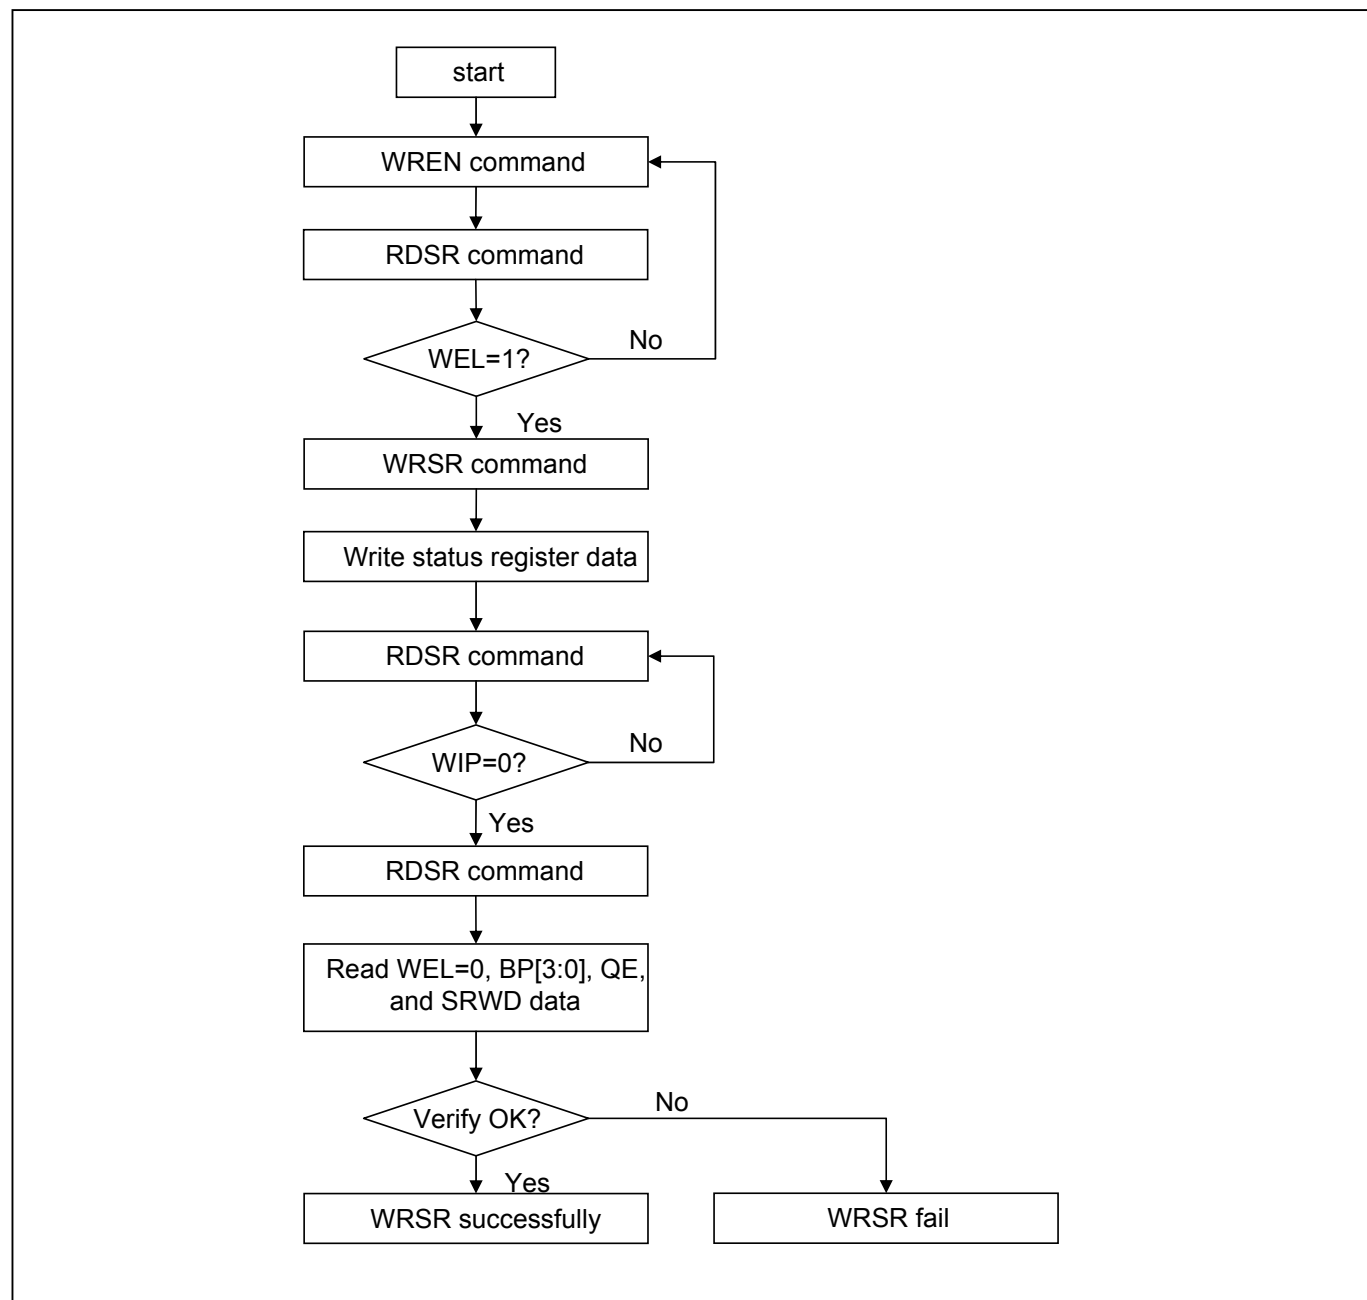 start
WREN command
RDSR command
WEL=1?
No
Yes
WRSR command
Write status register data
RDSR command
WIP=0?
No
Yes
RDSR command
Read WEL=0, BP[3:0], QE,
and SRWD data
Verify OK?
No
Yes
WRSR successfully
WRSR fail